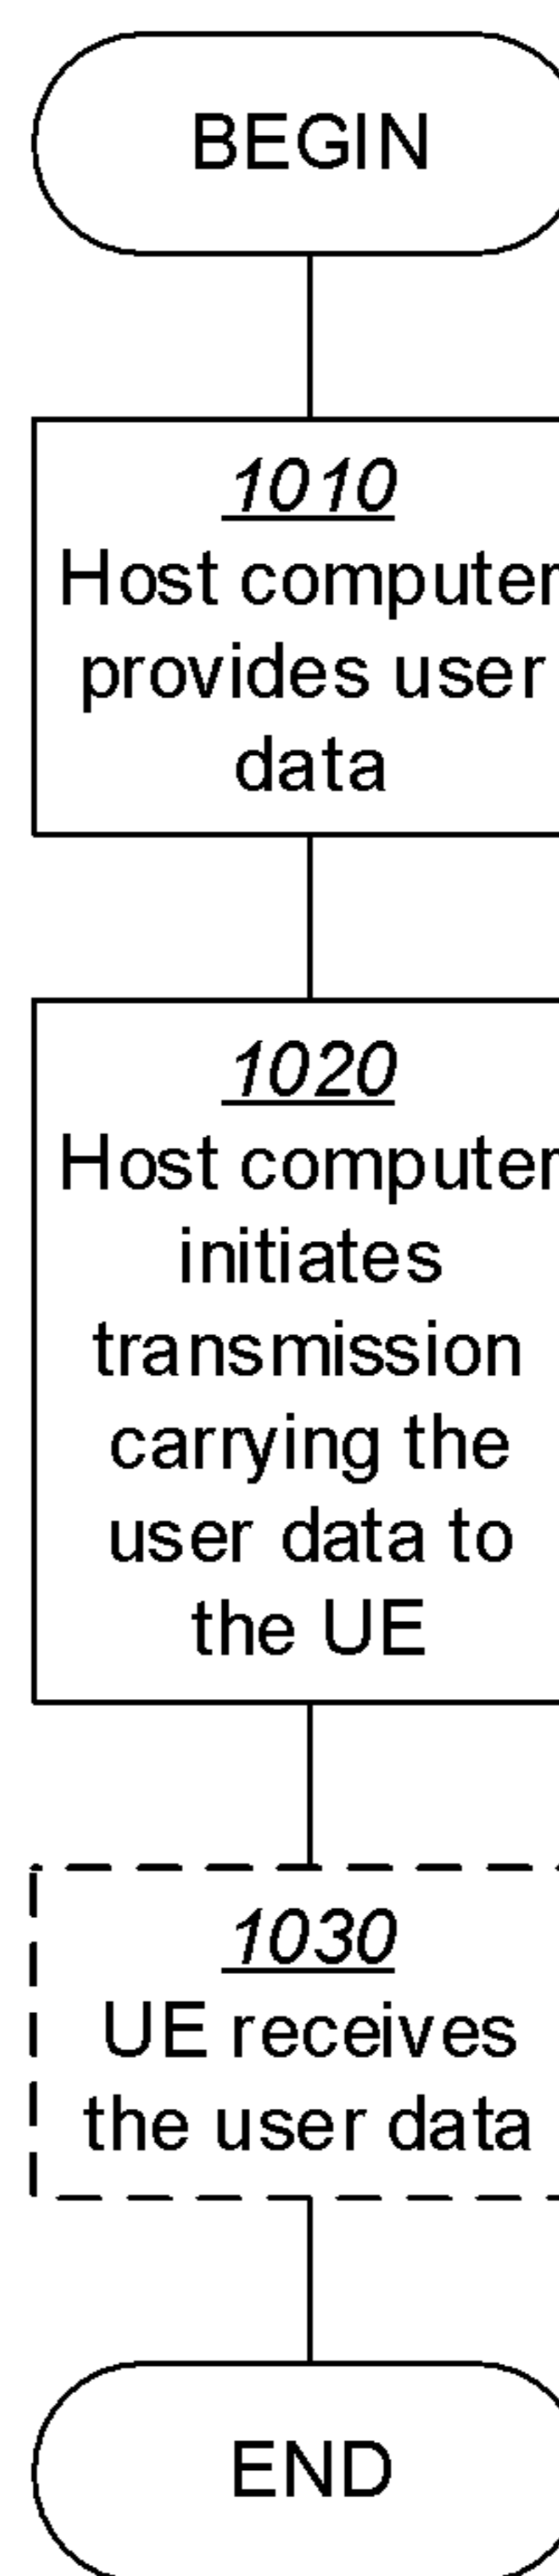 BEGIN
1010
Host computer
provides user
data
1020
Host computer
initiates
transmission
carrying the
user data to
the UE
1030
UE receives
the user data
END